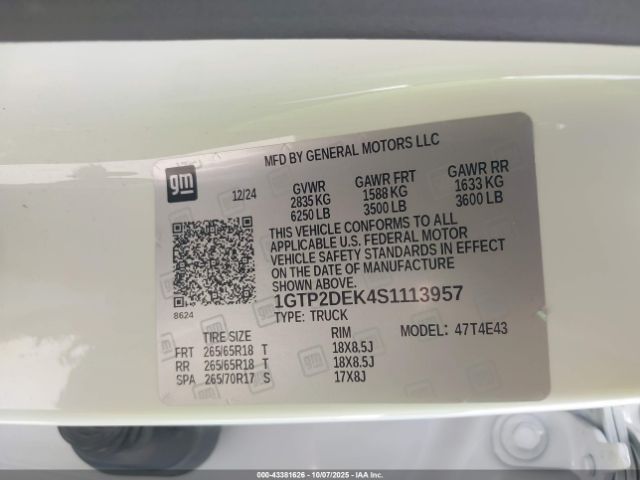 MFD BY GENERAL MOTORS LLC
gm
12/24
GVWR GAWR FRT GAWR RR
2835 KG 1588 KG 1633 KG
6250 LB 3500 LB 3600 LB
THIS VEHICLE CONFORMS TO ALL
APPLICABLE U.S. FEDERAL MOTOR
VEHICLE SAFETY STANDARDS IN EFFECT
ON THE DATE OF MANUFACTURE
SHOWN ABOVE.
8624
1GTP2DEK4S1113957
TYPE: TRUCK MODEL: 47T4E43
TIRE SIZE RIM
FRT 265/65R18 T 18X8.5J
RR 265/65R18 T 18X8.5J
SPA 265/70R17 S 17X8J
000-43381626 - 10/07/2025 - IAAI.COM